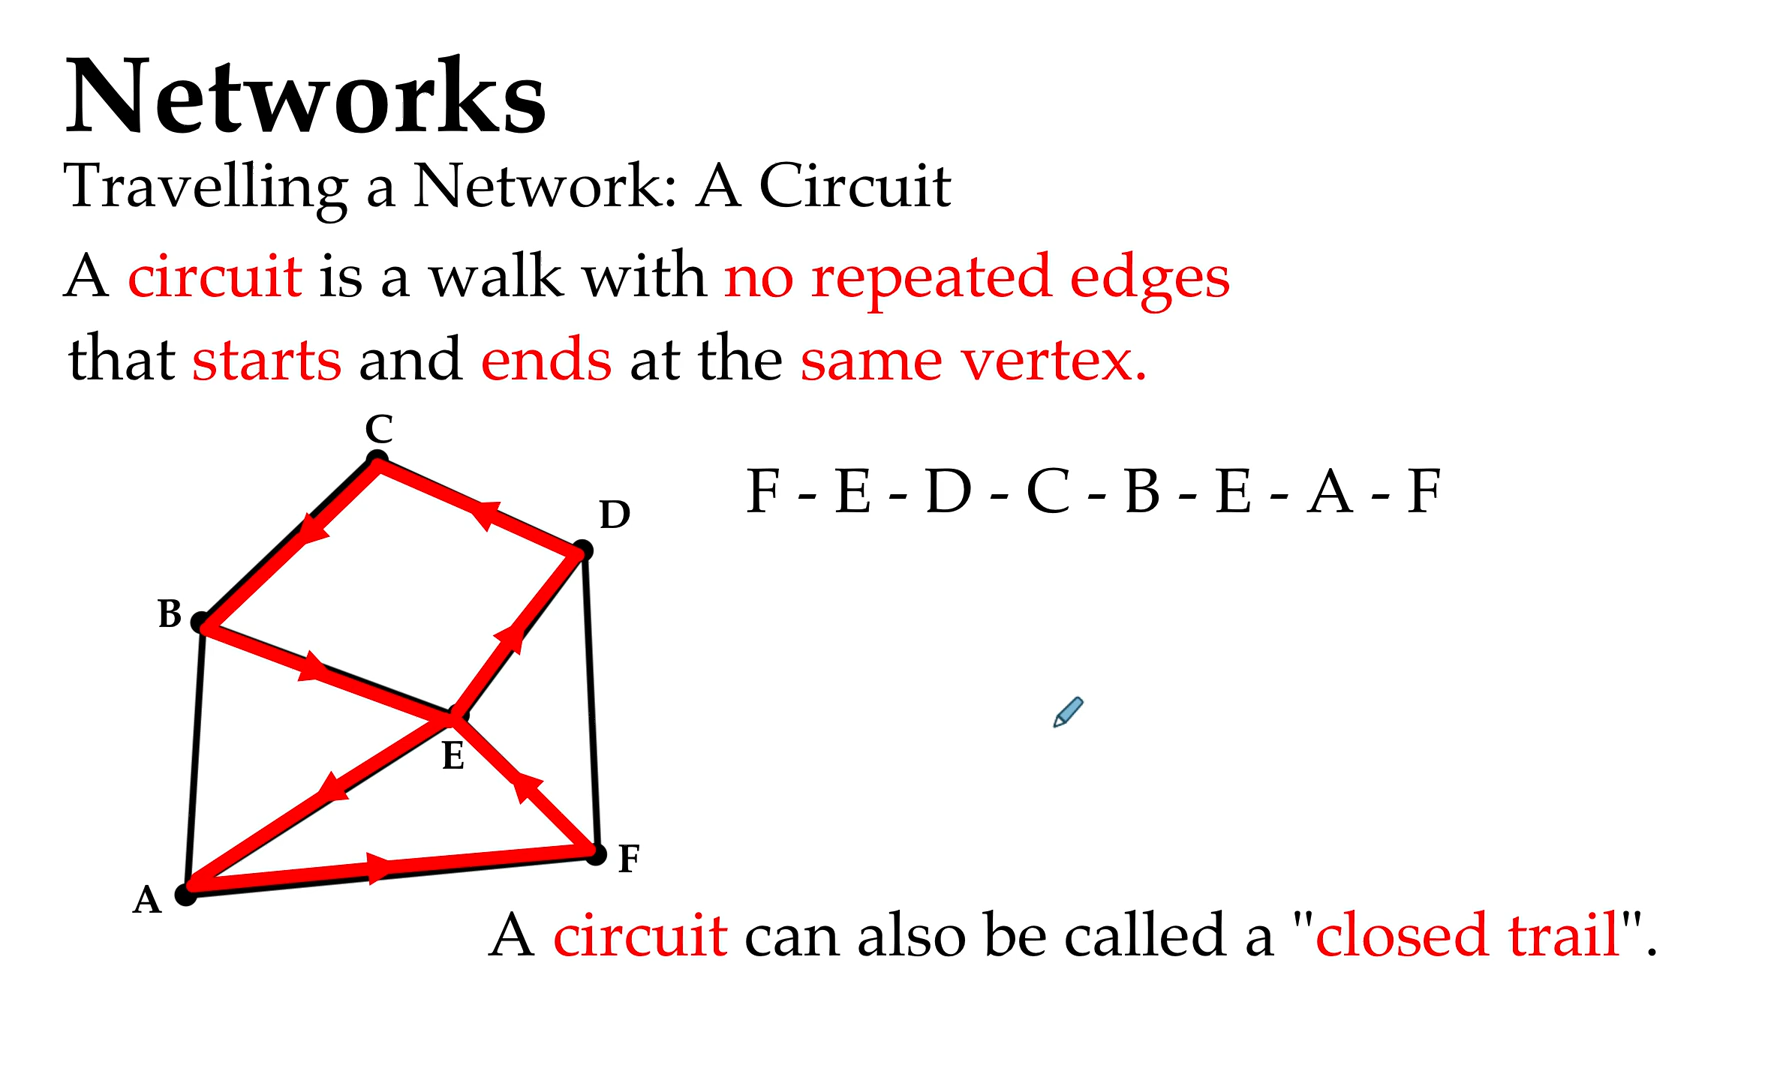 Networks
Travelling a Network: A Circuit
A circuit is a walk with no repeated edges
that starts and ends at the same vertex.
C
D
F - E - D - C - B - E - A - F
B
E
F
A
A circuit can also be called a "closed trail".